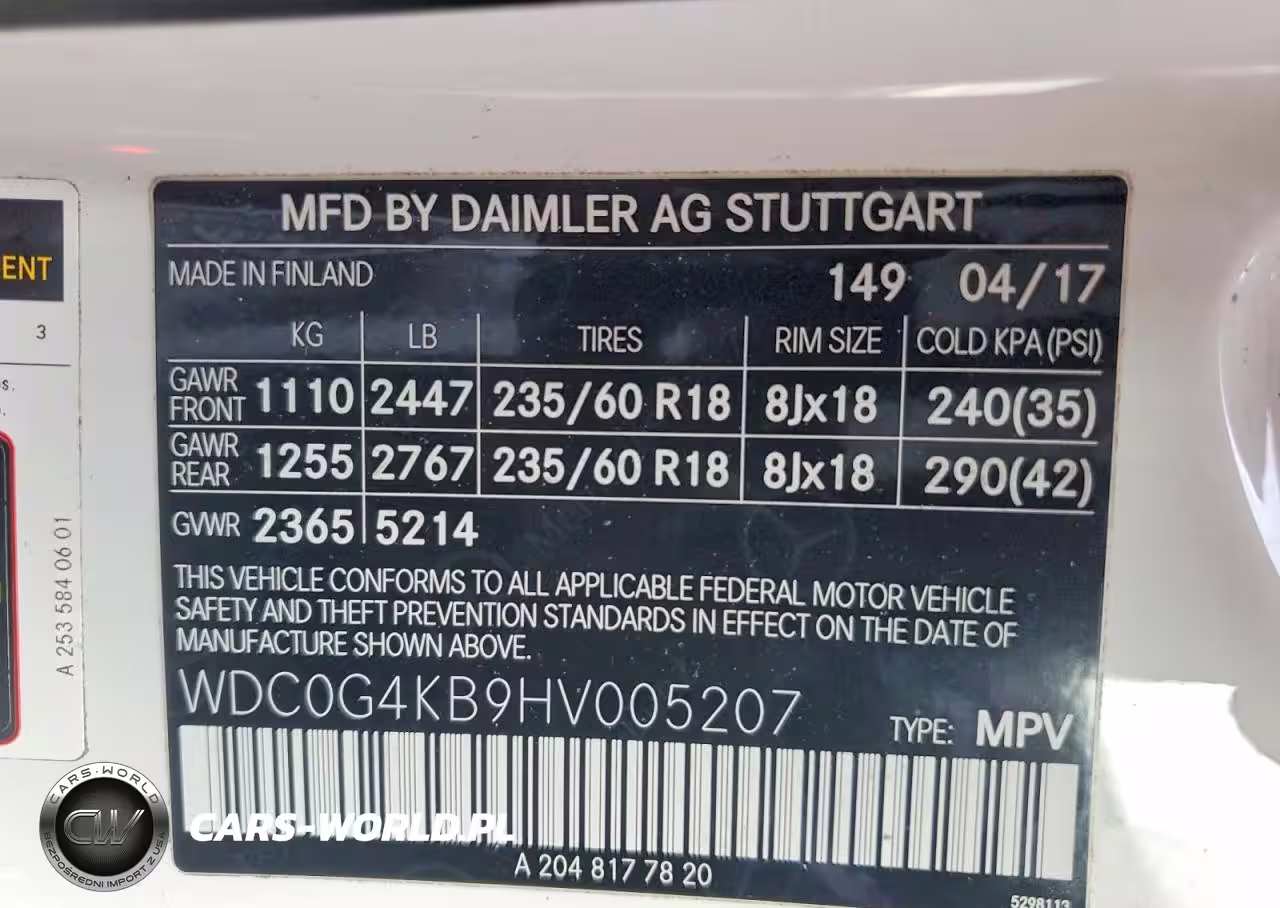 MFD BY DAIMLER AG STUTTGART
MADE IN FINLAND 149 04/17
KG LB TIRES RIM SIZE COLD KPA (PSI)
GAWR FRONT 1110 2447 235/60 R18 8Jx18 240(35)
GAWR REAR 1255 2767 235/60 R18 8Jx18 290(42)
GVWR 2365 5214
THIS VEHICLE CONFORMS TO ALL APPLICABLE FEDERAL MOTOR VEHICLE
SAFETY AND THEFT PREVENTION STANDARDS IN EFFECT ON THE DATE OF
MANUFACTURE SHOWN ABOVE.
WDC0G4KB9HV005207
TYPE: MPV
A 204 817 78 20
5298113
ENT
3
A 253 584 06 01
CARS-WORLD
CW
BEZPOSREDNI IMPORT Z USA
CARS-WORLD.PL